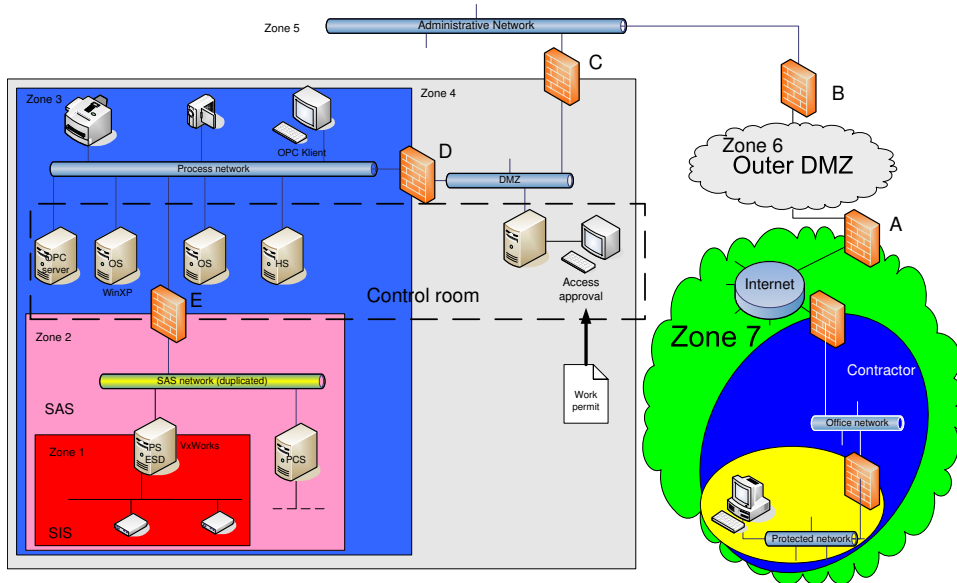 Zone 5
Administrative Network
C
B
Zone 3
Zone 4
OPC Klient
D
Process network
DMZ
Zone 6
Outer DMZ
A
OPC
server
OS
WinXP
OS
HS
Control room
Access
approval
Internet
E
Zone 7
Zone 2
Contractor
SAS network (duplicated)
Work
permit
SAS
Office network
Zone 1
PS
ESD
VxWorks
PCS
SIS
Protected network